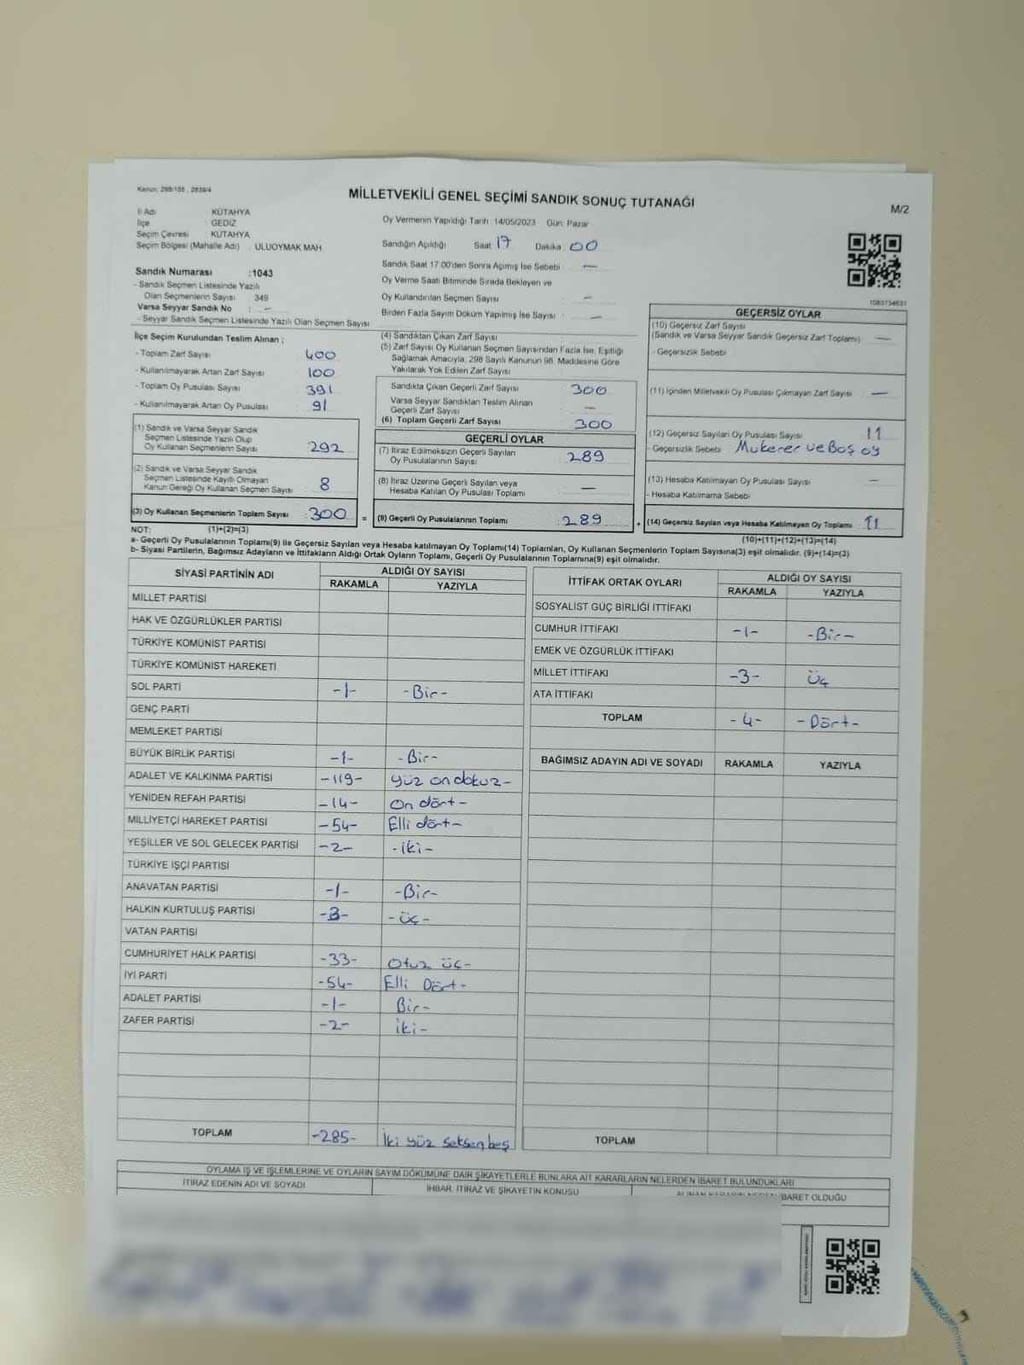 Kanun: 298/105 , 2839/4
MİLLETVEKİLİ GENEL SEÇİMİ SANDIK SONUÇ TUTANAĞI
M/2
İl Adı : KÜTAHYA
İlçe : GEDİZ
Seçim Çevresi : KÜTAHYA
Seçim Bölgesi (Mahalle Adı) : ULUOYMAK MAH
Sandık Numarası :1043
- Sandık Seçmen Listesinde Yazılı
Olan Seçmenlerin Sayısı : 349
Varsa Seyyar Sandık No : —
- Seyyar Sandık Seçmen Listesinde Yazılı Olan Seçmen Sayısı
Oy Vermenin Yapıldığı Tarih :14/05/2023 Gün: Pazar
Sandığın Açıldığı Saat 17 Dakika 00
Sandık Saat 17.00'den Sonra Açılmış İse Sebebi : —
Oy Verme Saati Bitiminde Sırada Bekleyen ve
Oy Kullandırılan Seçmen Sayısı : —
Birden Fazla Sayım Döküm Yapılmış İse Sayısı : —
İlçe Seçim Kurulundan Teslim Alınan ;
- Toplam Zarf Sayısı : 400
- Kullanılmayarak Artan Zarf Sayısı : 100
- Toplam Oy Pusulası Sayısı : 391
- Kullanılmayarak Artan Oy Pusulası : 91
(1) Sandık ve Varsa Seyyar Sandık
Seçmen Listesinde Yazılı Olup
Oy Kullanan Seçmenlerin Sayısı : 292
(2) Sandık ve Varsa Seyyar Sandık
Seçmen Listesinde Kayıtlı Olmayan
Kanun Gereği Oy Kullanan Seçmen Sayısı : 8
(3) Oy Kullanan Seçmenlerin Toplam Sayısı : 300
(4) Sandıktan Çıkan Zarf Sayısı
(5) Zarf Sayısı Oy Kullanan Seçmen Sayısından Fazla İse, Eşitliği
Sağlamak Amacıyla, 298 Sayılı Kanunun 98. Maddesine Göre
Yakılarak Yok Edilen Zarf Sayısı
Sandıkta Çıkan Geçerli Zarf Sayısı : 300
Varsa Seyyar Sandıktan Teslim Alınan
Geçerli Zarf Sayısı : —
(6) Toplam Geçerli Zarf Sayısı : 300
GEÇERLİ OYLAR
(7) İtiraz Edilmeksizin Geçerli Sayılan
Oy Pusulalarının Sayısı : 289
(8) İtiraz Üzerine Geçerli Sayılan veya
Hesaba Katılan Oy Pusulası Toplamı : —
= (9) Geçerli Oy Pusulalarının Toplamı : 289
GEÇERSİZ OYLAR
(10) Geçersiz Zarf Sayısı
(Sandık ve Varsa Seyyar Sandık Geçersiz Zarf Toplamı) : —
- Geçersizlik Sebebi :
(11) İçinden Milletvekili Oy Pusulası Çıkmayan Zarf Sayısı : —
(12) Geçersiz Sayılan Oy Pusulası Sayısı : 11
- Geçersizlik Sebebi : Mükerer ve Boş oy
(13) Hesaba Katılmayan Oy Pusulası Sayısı : —
- Hesaba Katılmama Sebebi :
+ (14) Geçersiz Sayılan veya Hesaba Katılmayan Oy Toplamı : 11
NOT: (1)+(2)=(3)
(10)+(11)+(12)+(13)=(14)
a- Geçerli Oy Pusulaların Toplamı(9) ile Geçersiz Sayılan veya Hesaba katılmayan Oy Toplamı(14) Toplamları, Oy Kullanan Seçmenlerin Toplam Sayısına(3) eşit olmalıdır. (9)+(14)=(3)
b- Siyasi Partilerin, Bağımsız Adayların ve İttifakların Aldığı Ortak Oyların Toplamı, Geçerli Oy Pusulalarının Toplamına(9) eşit olmalıdır.
SİYASİ PARTİNİN ADI ALDIĞI OY SAYISI
RAKAMLA YAZIYLA
MİLLET PARTİSİ
HAK VE ÖZGÜRLÜKLER PARTİSİ
TÜRKİYE KOMÜNİST PARTİSİ
TÜRKİYE KOMÜNİST HAREKETİ
SOL PARTİ -1- -Bir-
GENÇ PARTİ
MEMLEKET PARTİSİ
BÜYÜK BİRLİK PARTİSİ -1- -Bir-
ADALET VE KALKINMA PARTİSİ -119- yüz on dokuz-
YENİDEN REFAH PARTİSİ -14- On dört-
MİLLİYETÇİ HAREKET PARTİSİ -54- Elli dört-
YEŞİLLER VE SOL GELECEK PARTİSİ -2- -iki-
TÜRKİYE İŞÇİ PARTİSİ
ANAVATAN PARTİSİ -1- -Bir-
HALKIN KURTULUŞ PARTİSİ -3- -üç-
VATAN PARTİSİ
CUMHURİYET HALK PARTİSİ -33- Otuz üç-
İYİ PARTİ -54- Elli Dört-
ADALET PARTİSİ -1- Bir-
ZAFER PARTİSİ -2- iki-
TOPLAM -285- İki yüz seksen beş
İTTİFAK ORTAK OYLARI ALDIĞI OY SAYISI
RAKAMLA YAZIYLA
SOSYALİST GÜÇ BİRLİĞİ İTTİFAKI
CUMHUR İTTİFAKI -1- -Bir-
EMEK VE ÖZGÜRLÜK İTTİFAKI
MİLLET İTTİFAKI -3- üç
ATA İTTİFAKI
TOPLAM -4- -Dört-
BAĞIMSIZ ADAYIN ADI VE SOYADI RAKAMLA YAZIYLA
TOPLAM
OYLAMA İŞ VE İŞLEMLERİNE VE OYLARIN SAYIM DÖKÜMÜNE DAİR ŞİKAYETLERLE BUNLARA AİT KARARLARIN NELERDEN İBARET BULUNDUKLARI
İTİRAZ EDENİN ADI VE SOYADI İHBAR, İTİRAZ VE ŞİKAYETİN KONUSU İBARET OLDUĞU